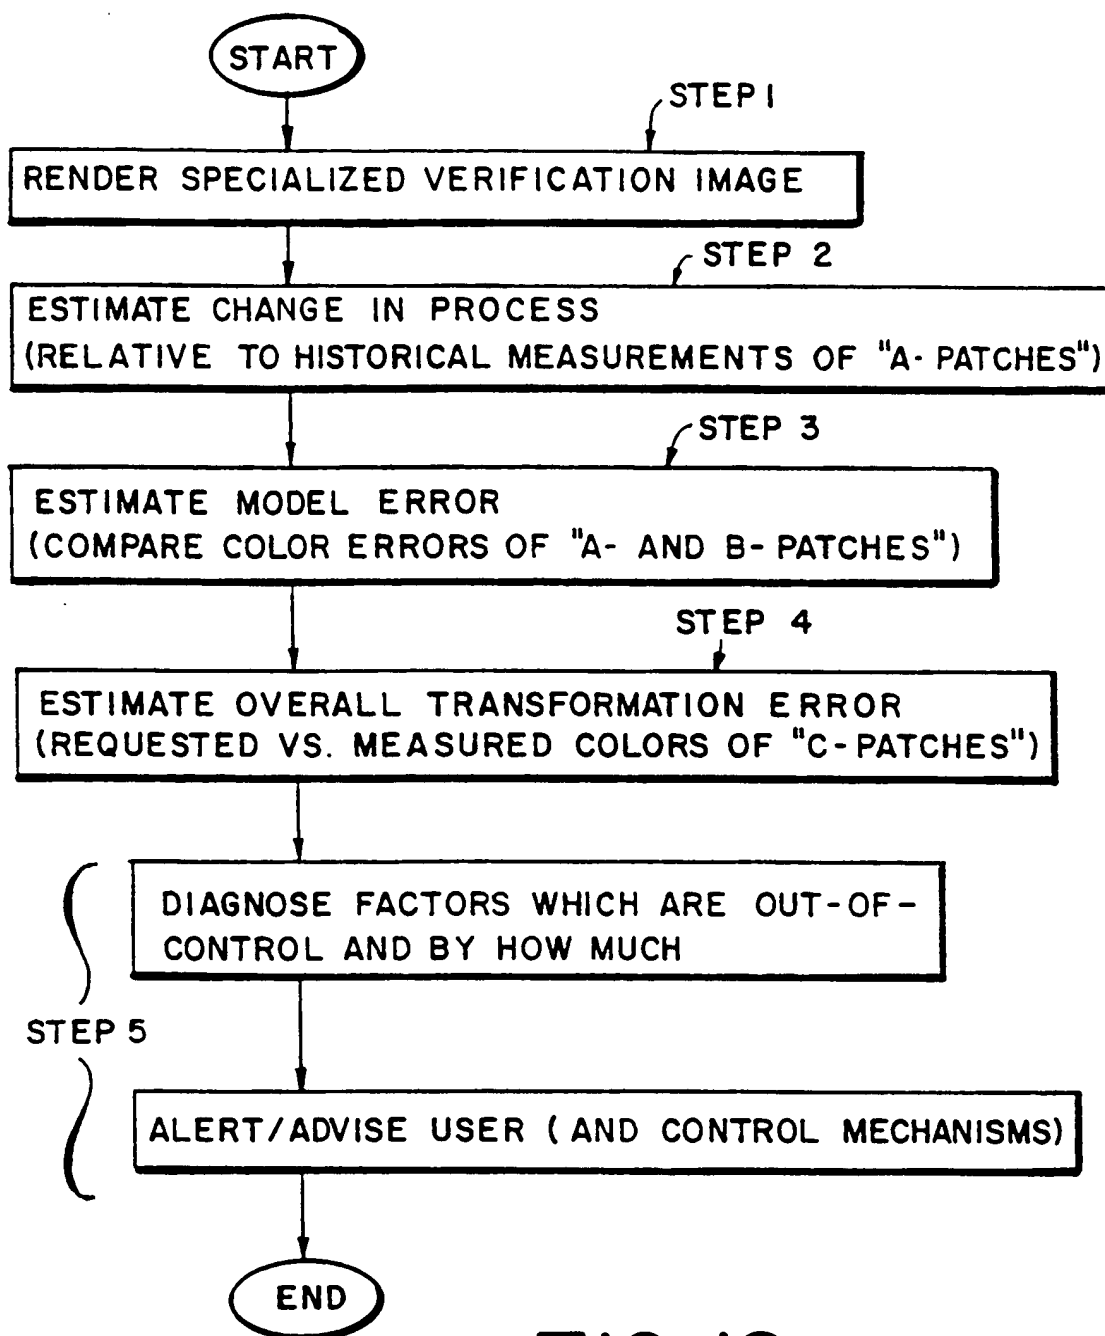 START
STEP 1
RENDER SPECIALIZED VERIFICATION IMAGE
STEP 2
ESTIMATE CHANGE IN PROCESS
(RELATIVE TO HISTORICAL MEASUREMENTS OF "A-PATCHES")
STEP 3
ESTIMATE MODEL ERROR
(COMPARE COLOR ERRORS OF "A- AND B-PATCHES")
STEP 4
ESTIMATE OVERALL TRANSFORMATION ERROR
(REQUESTED VS. MEASURED COLORS OF "C-PATCHES")
DIAGNOSE FACTORS WHICH ARE OUT-OF-
CONTROL AND BY HOW MUCH
STEP 5
ALERT/ADVISE USER (AND CONTROL MECHANISMS)
END